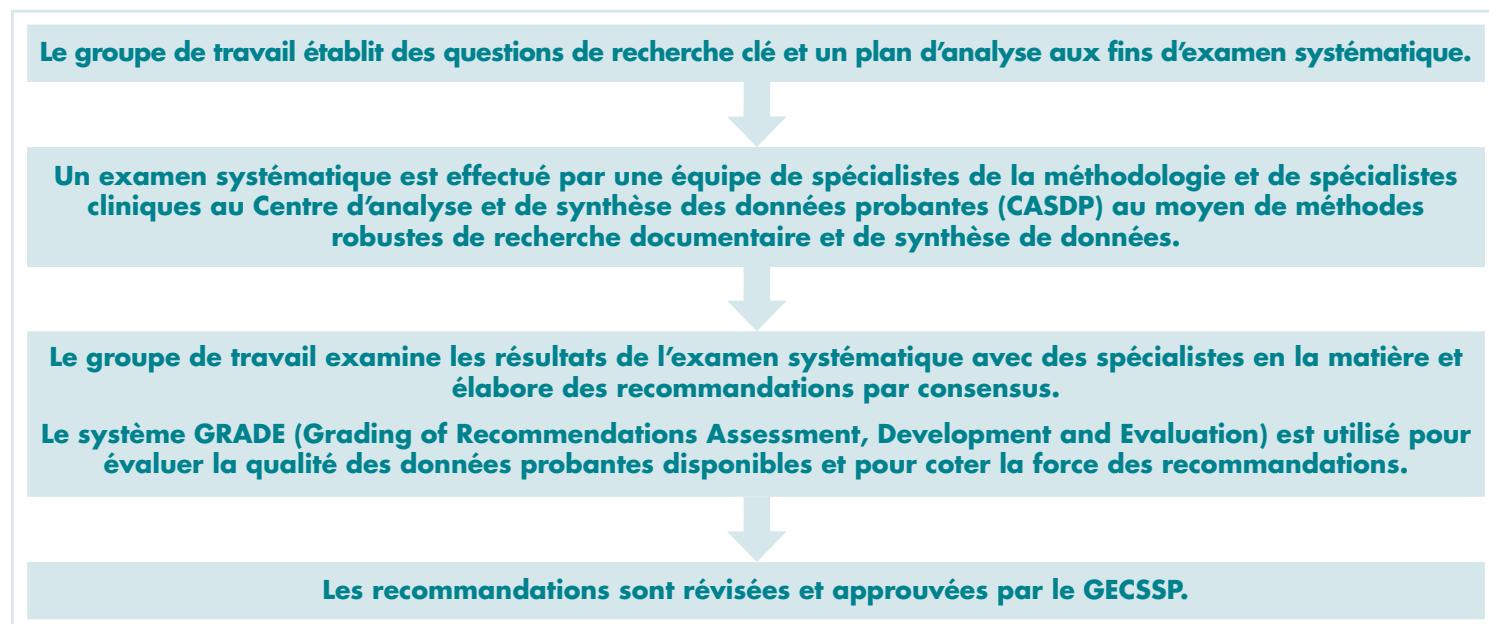 Le groupe de travail établit des questions de recherche clé et un plan d’analyse aux fins d’examen systématique.
Un examen systématique est effectué par une équipe de spécialistes de la méthodologie et de spécialistes
cliniques au Centre d’analyse et de synthèse des données probantes (CASDP) au moyen de méthodes
robustes de recherche documentaire et de synthèse de données.
Le groupe de travail examine les résultats de l’examen systématique avec des spécialistes en la matière et
élabore des recommandations par consensus.
Le système GRADE (Grading of Recommendations Assessment, Development and Evaluation) est utilisé pour
évaluer la qualité des données probantes disponibles et pour coter la force des recommandations.
Les recommandations sont révisées et approuvées par le GECSSP.